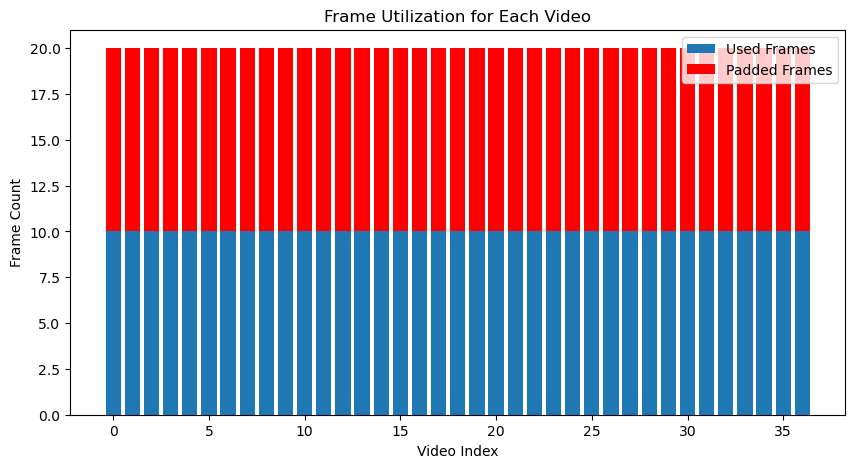 Frame Utilization for Each Video
Used Frames
Padded Frames
Frame Count
20.0
17.5
15.0
12.5
10.0
7.5
5.0
2.5
0.0
0 5 10 15 20 25 30 35
Video Index